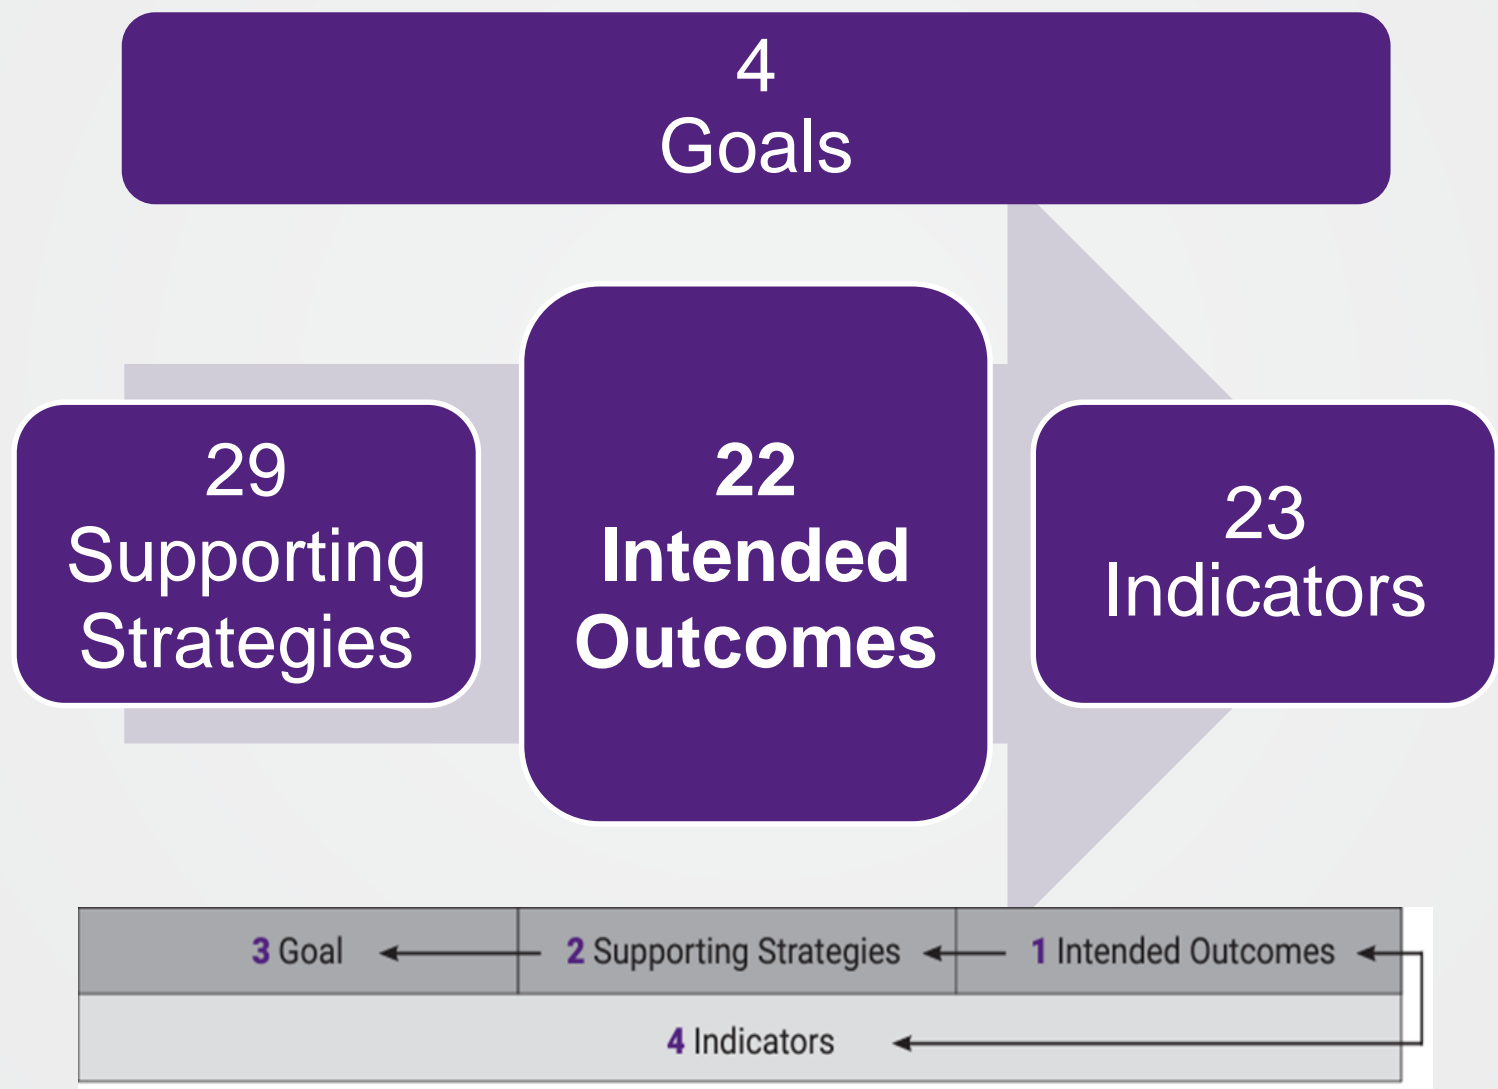 4
Goals
29
Supporting
Strategies
22
Intended
Outcomes
23
Indicators
3 Goal
2 Supporting Strategies
1 Intended Outcomes
4 Indicators